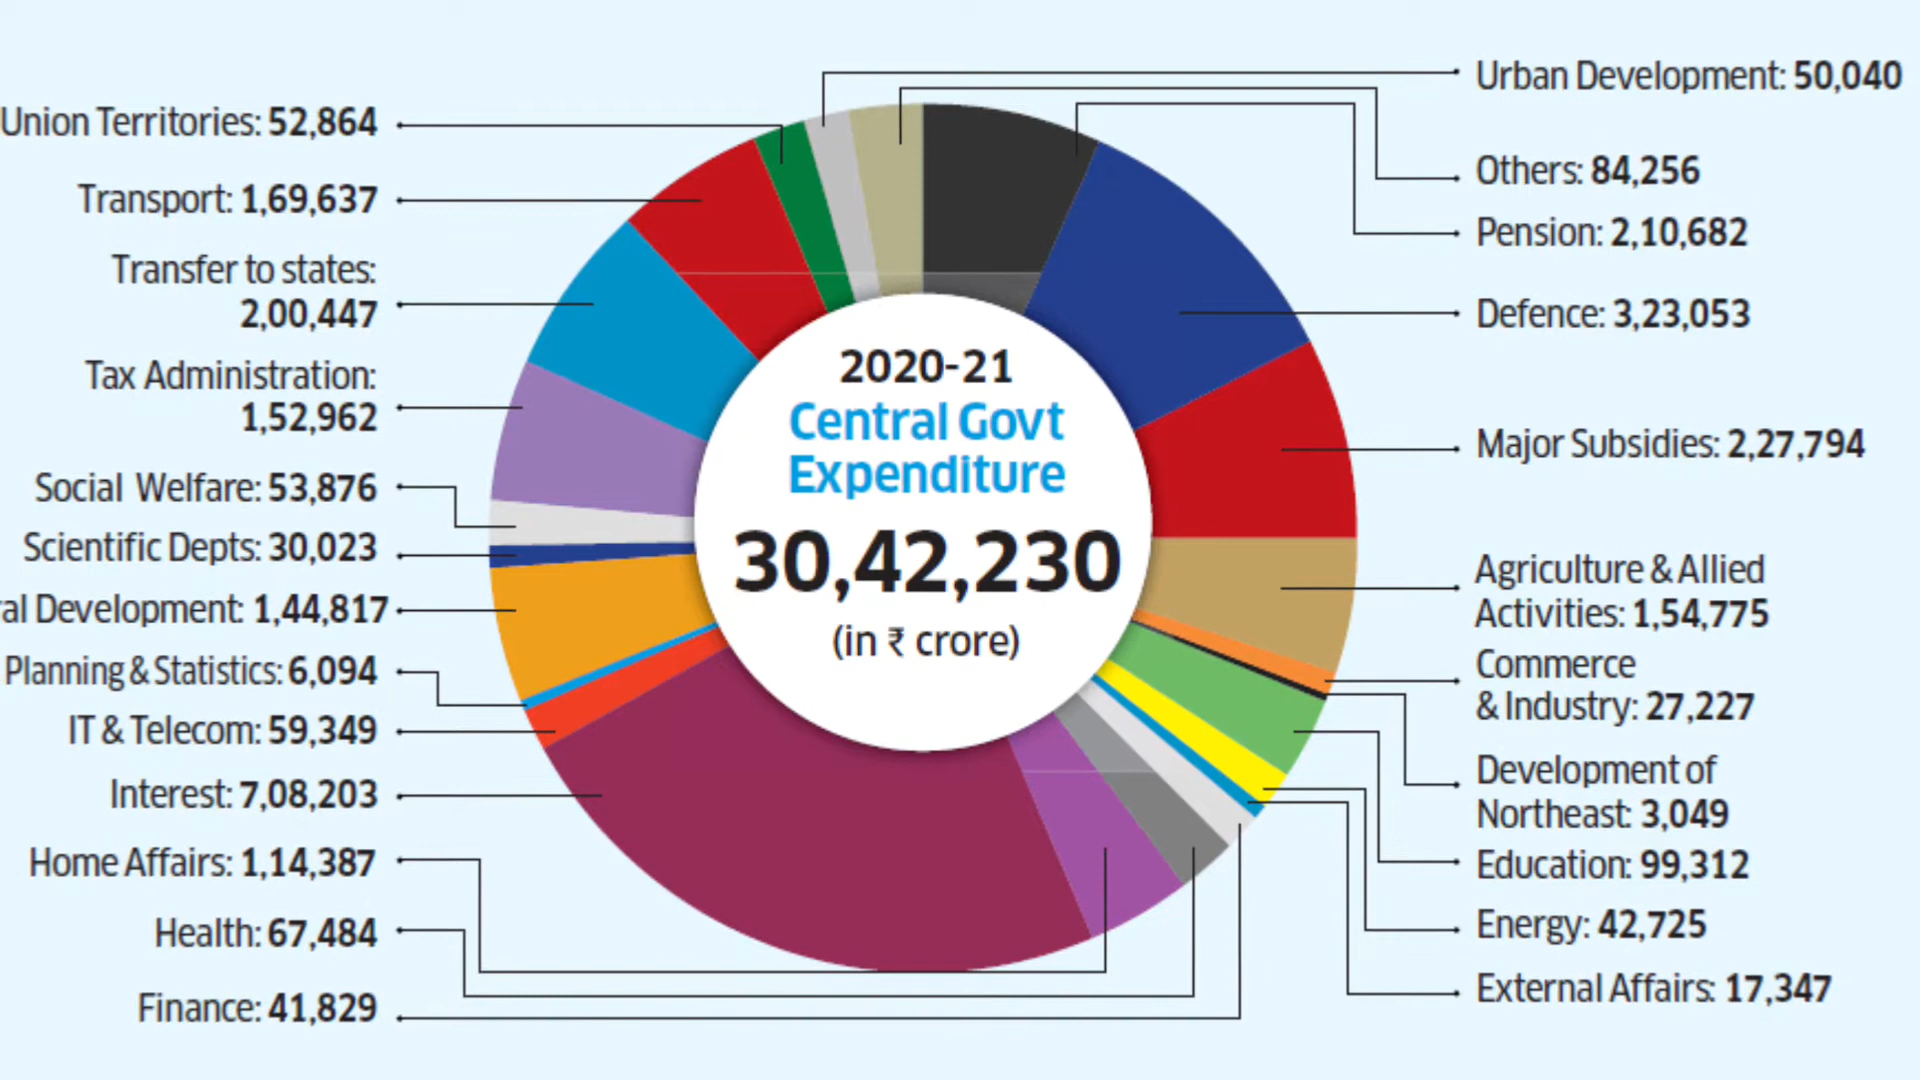 Urban Development: 50,040
Others: 84,256
Pension: 2,10,682
Defence: 3,23,053
Major Subsidies: 2,27,794
Agriculture & Allied
Activities: 1,54,775
Commerce
& Industry: 27,227
Development of
Northeast: 3,049
Education: 99,312
Energy: 42,725
External Affairs: 17,347
Union Territories: 52,864
Transport: 1,69,637
Transfer to states:
2,00,447
Tax Administration:
1,52,962
Social Welfare: 53,876
Scientific Depts: 30,023
al Development: 1,44,817
Planning & Statistics: 6,094
IT & Telecom: 59,349
Interest: 7,08,203
Home Affairs: 1,14,387
Health: 67,484
Finance: 41,829
2020-21
Central Govt
Expenditure
30,42,230
(in ₹ crore)